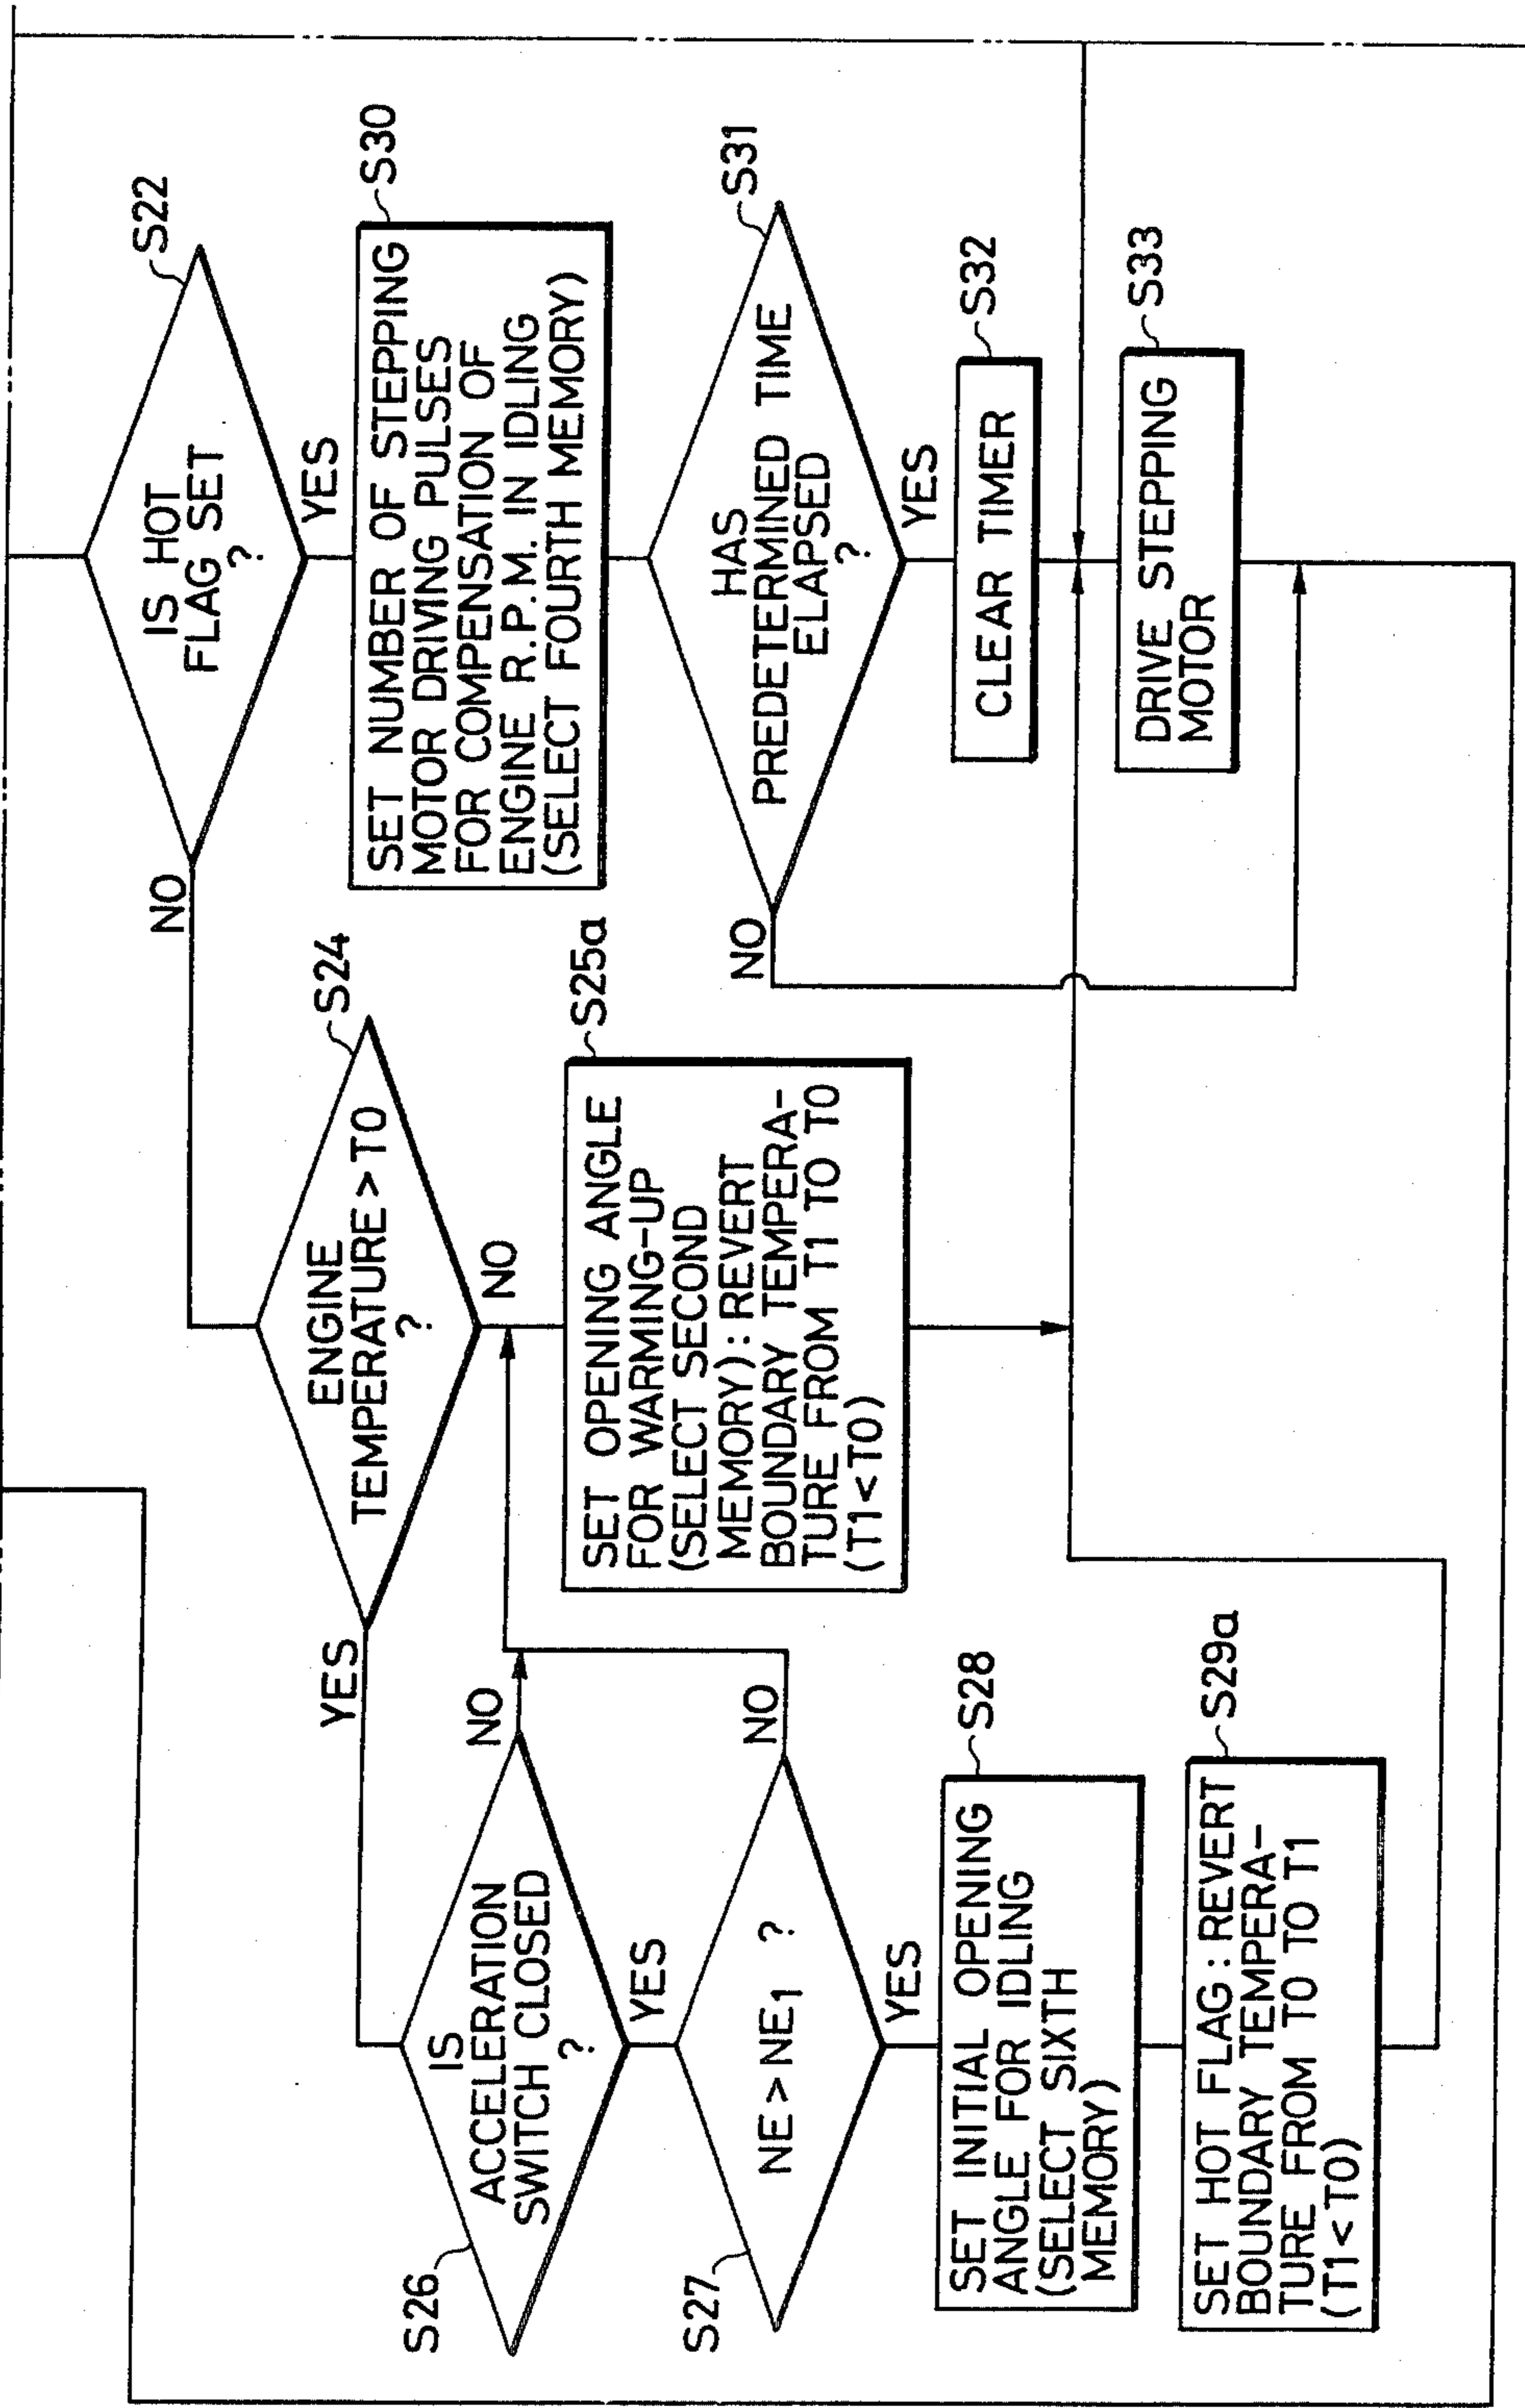 S22
IS HOT
FLAG SET
?
NO
YES
S30
SET NUMBER OF STEPPING
MOTOR DRIVING PULSES
FOR COMPENSATION OF
ENGINE R.P.M. IN IDLING
(SELECT FOURTH MEMORY)
S31
HAS
PREDETERMINED TIME
ELAPSED
?
NO
YES
S32
CLEAR TIMER
S33
DRIVE STEPPING
MOTOR
S24
ENGINE
TEMPERATURE > T0
?
YES
NO
S25a
SET OPENING ANGLE
FOR WARMING-UP
(SELECT SECOND
MEMORY) : REVERT
BOUNDARY TEMPERA-
TURE FROM T1 TO T0
(T1 < T0)
S26
IS
ACCELERATION
SWITCH CLOSED
?
NO
YES
S27
NE > NE1 ?
NO
YES
S28
SET INITIAL OPENING
ANGLE FOR IDLING
(SELECT SIXTH
MEMORY)
S29a
SET HOT FLAG : REVERT
BOUNDARY TEMPERA-
TURE FROM T0 TO T1
(T1 < T0)